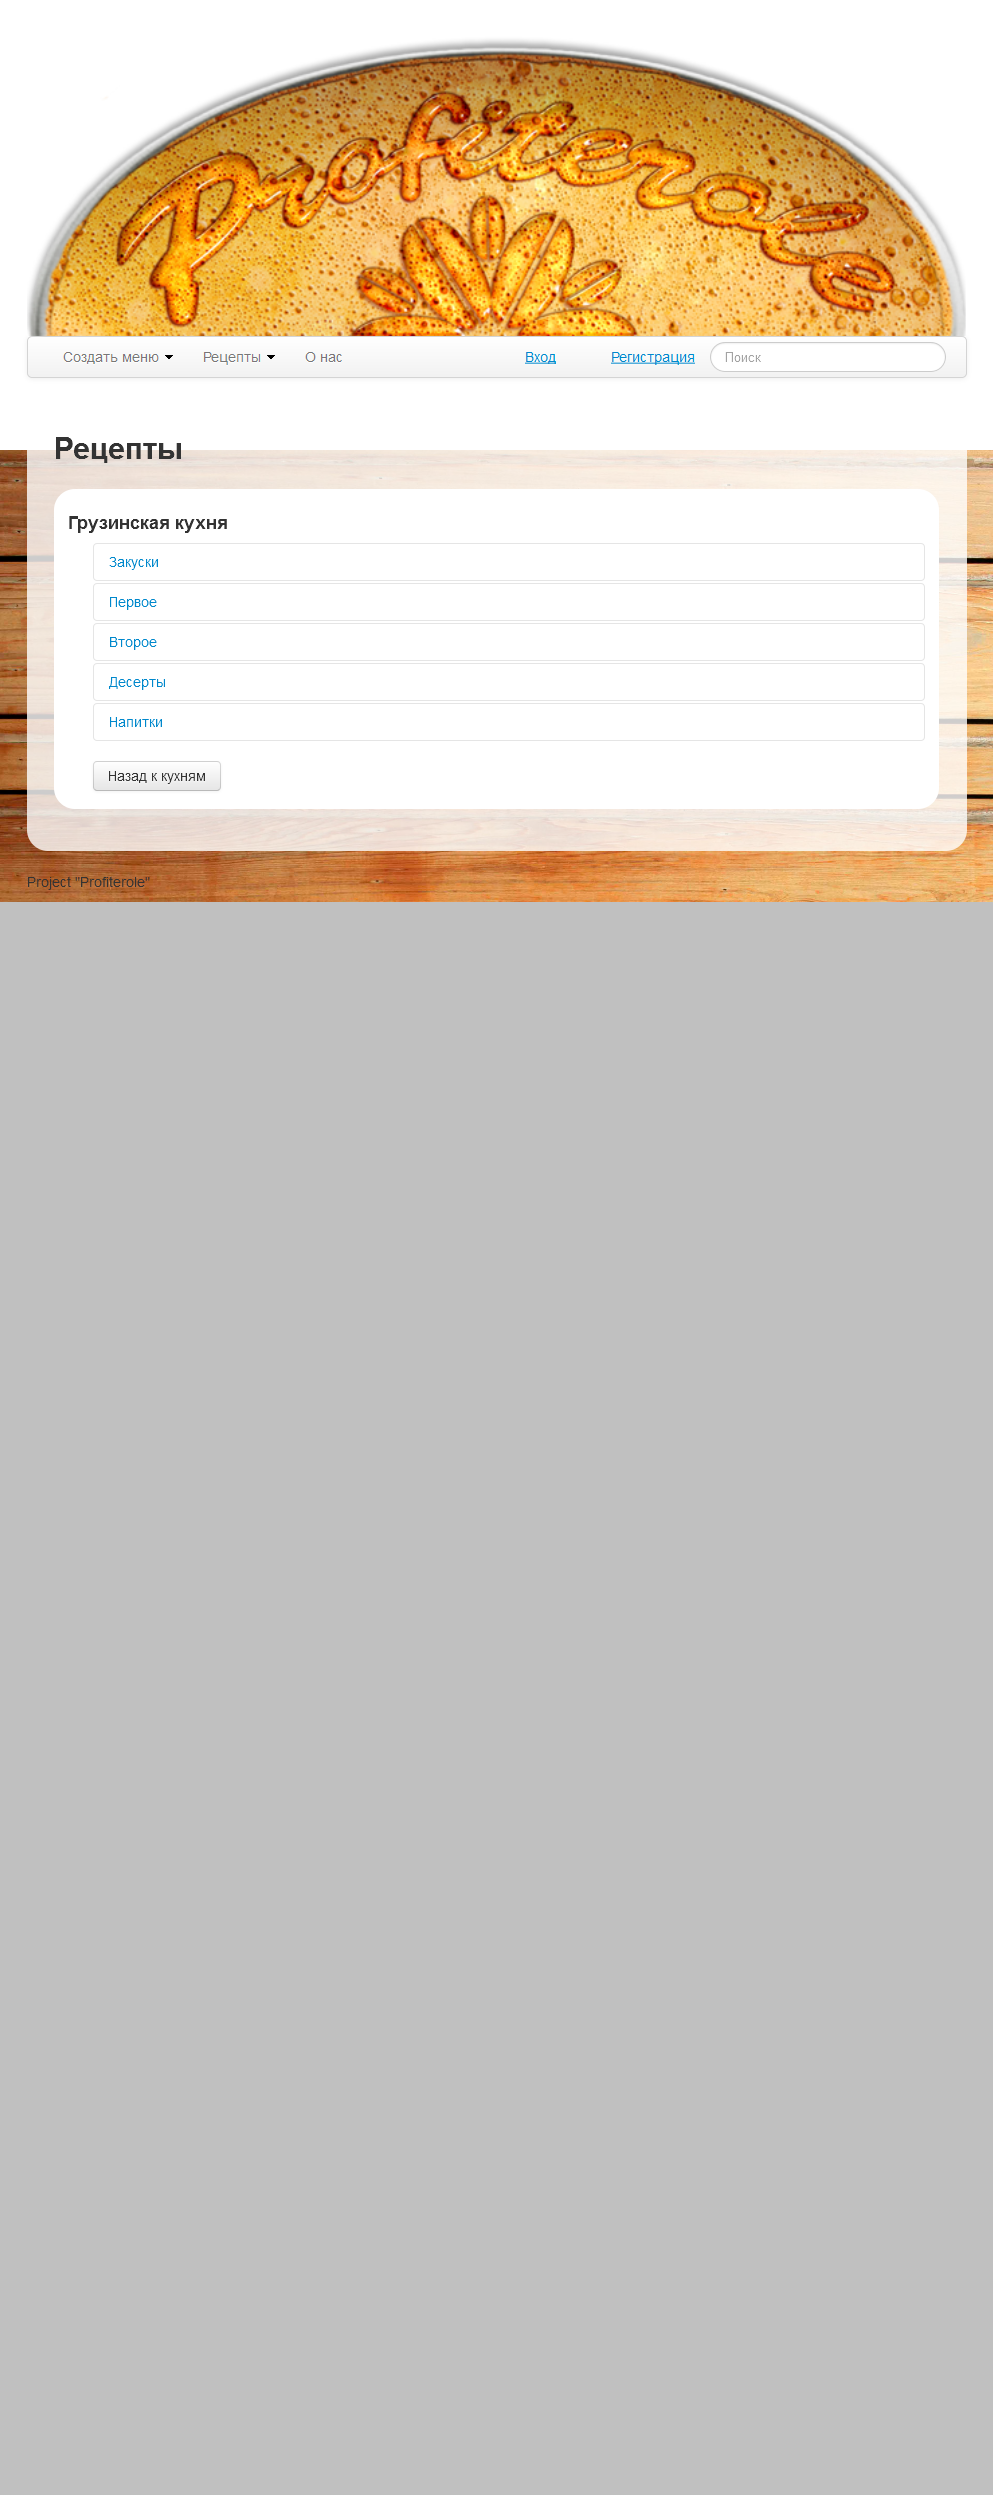 Profiterole
Создать меню Рецепты О нас Вход Регистрация Поиск
Рецепты
Грузинская кухня
Закуски
Первое
Второе
Десерты
Напитки
Назад к кухням
Project "Profiterole"